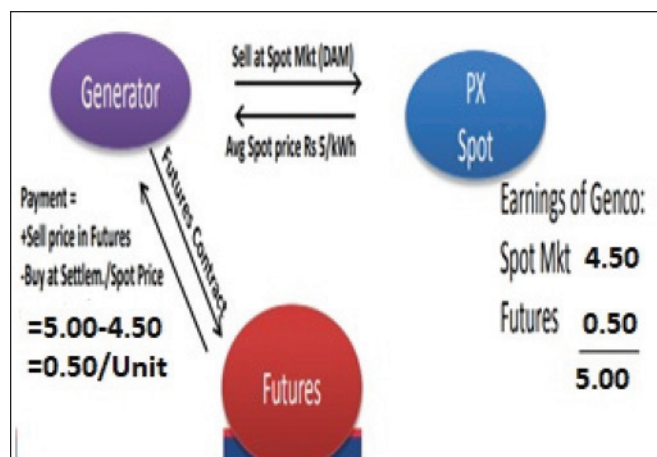 Generator
Sell at Spot Mkt (DAM)
Avg Spot price Rs 5/kWh
PX
Spot
Payment =
+Sell price in Futures
-Buy at Settlem./Spot Price
=5.00-4.50
=0.50/Unit
Futures Contract
Futures
Earnings of Genco:
Spot Mkt 4.50
Futures 0.50
5.00